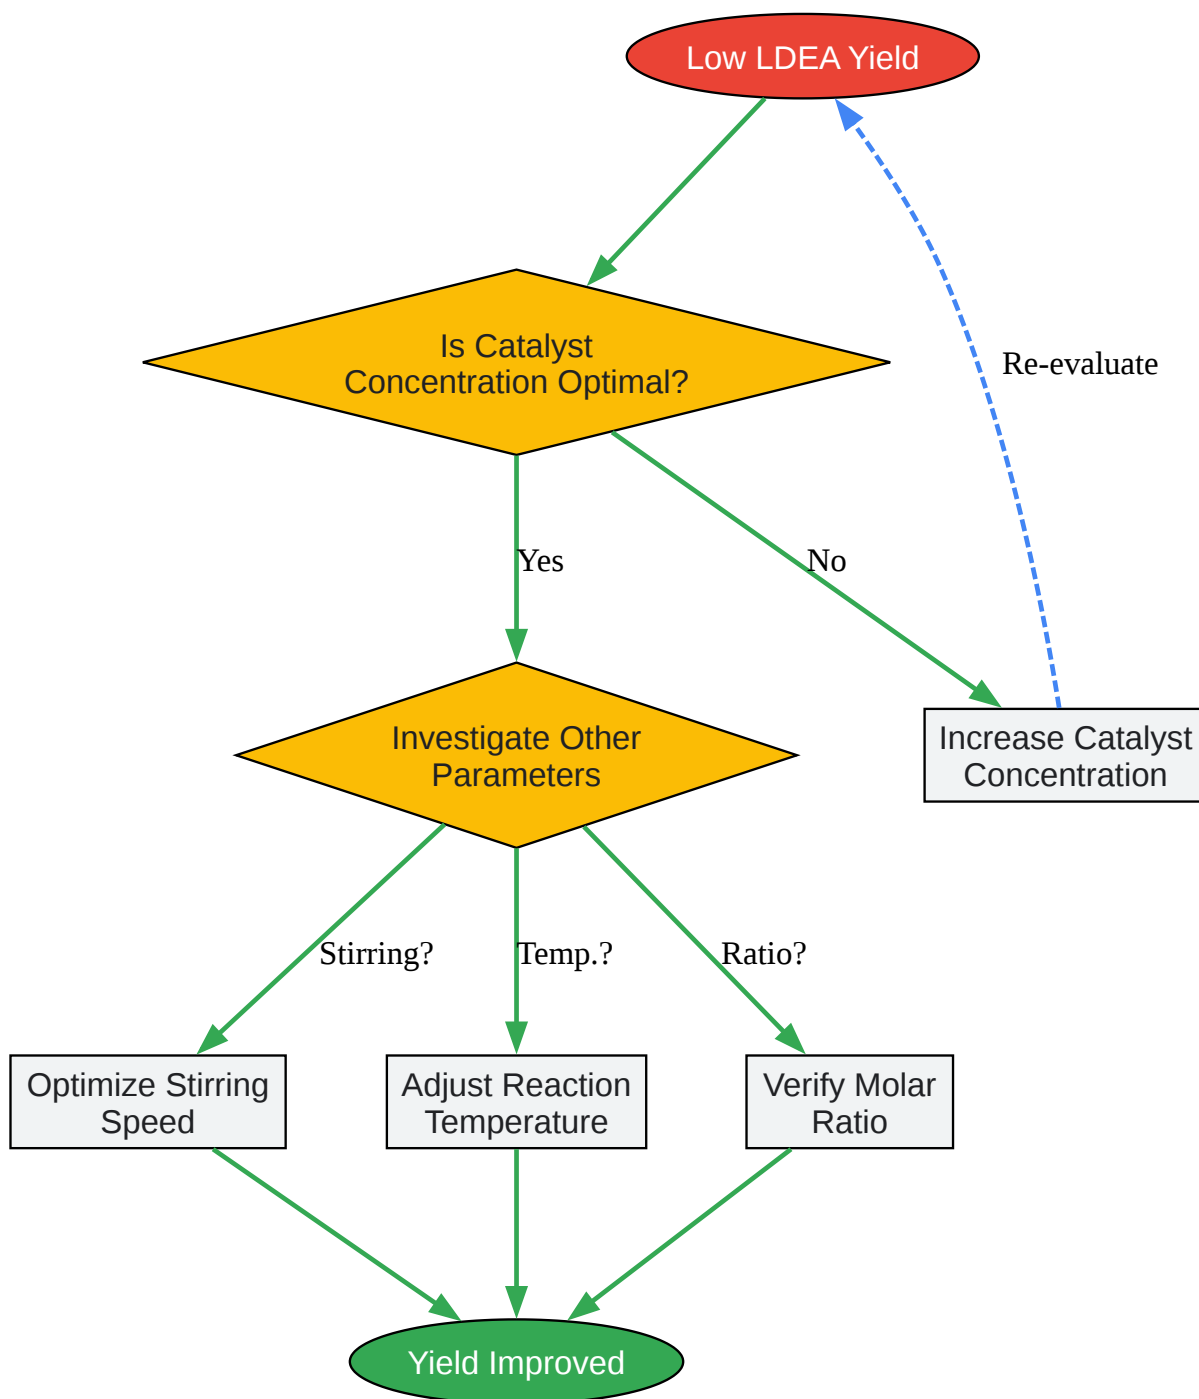 Low LDEA Yield
Is Catalyst
Concentration Optimal?
Re-evaluate
Yes
No
Investigate Other
Parameters
Increase Catalyst
Concentration
Stirring?
Temp.?
Ratio?
Optimize Stirring
Speed
Adjust Reaction
Temperature
Verify Molar
Ratio
Yield Improved